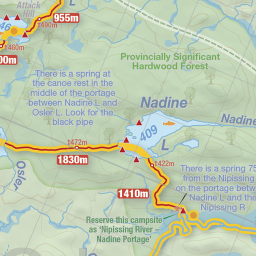 Attack
955m
46
1480m
1460m
00m
Provincially Significant
Hardwood Forest
There is a spring at
the canoe rest in the
middle of the portage
between Nadine L and
Osler L. Look for the
black pipe
Nadine
409
L
L
1472m
1830m
1422m
Osler
1410m
There is a spring 75
from the Nipissing
on the portage betw
Nadine L and the
Nipissing R
Reserve this campsite
as 'Nipissing River -
Nadine Portage'